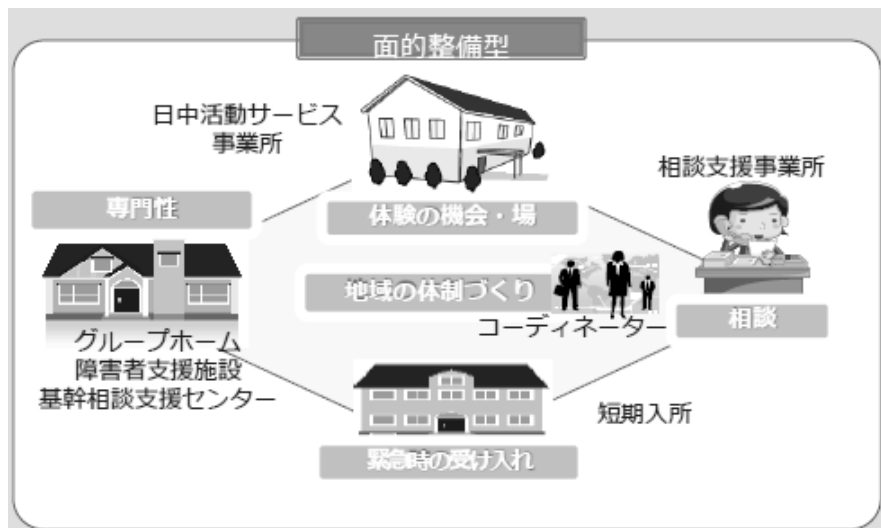 面的整備型
日中活動サービス
事業所
相談支援事業所
専門性
体験の機会・場
地域の体制づくり
コーディネーター
相談
グループホーム
障害者支援施設
基幹相談支援センター
短期入所
緊急時の受け入れ